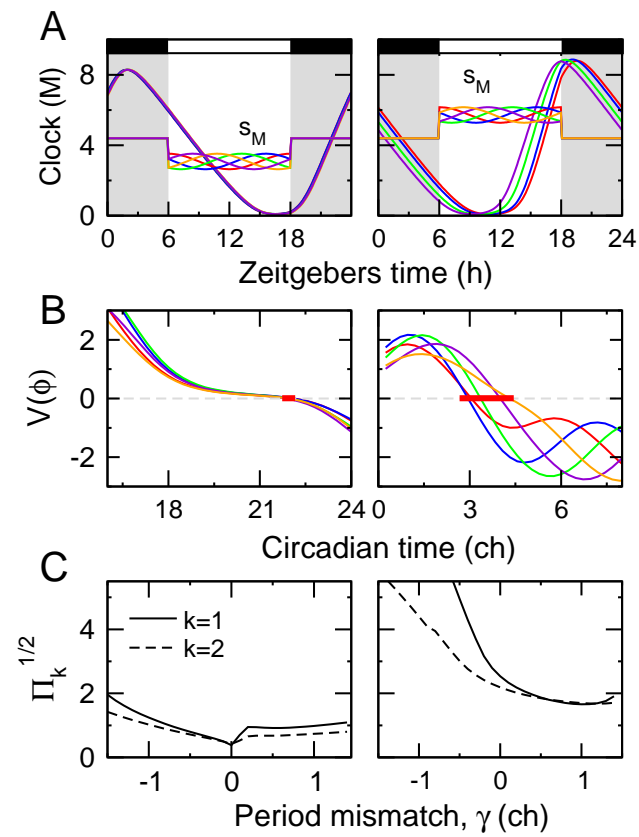 A
Clock (M)
8
4
0
s_M
s_M
0 6 12 18 24
0 6 12 18 24
Zeitgebers time (h)
B
V(ϕ)
2
0
-2
18 21 24
0 3 6
Circadian time (ch)
C
Π_k^{1/2}
4
2
0
k=1
k=2
-1 0 1
-1 0 1
Period mismatch, γ (ch)